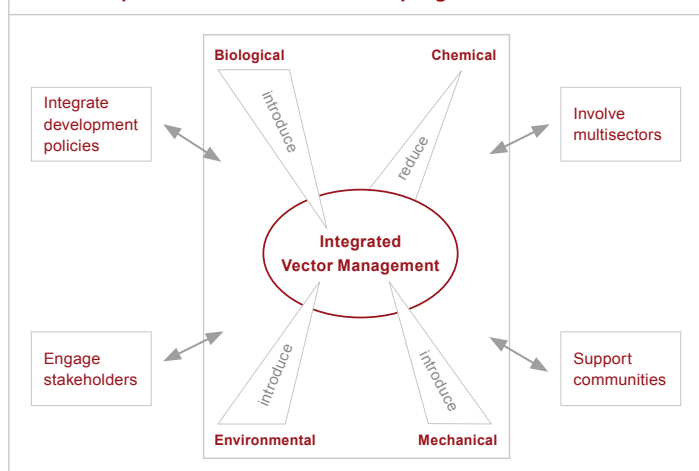 Biological
Chemical
Integrate
development
policies
introduce
reduce
Involve
multisectors
Integrated
Vector Management
Engage
stakeholders
introduce
introduce
Support
communities
Environmental
Mechanical